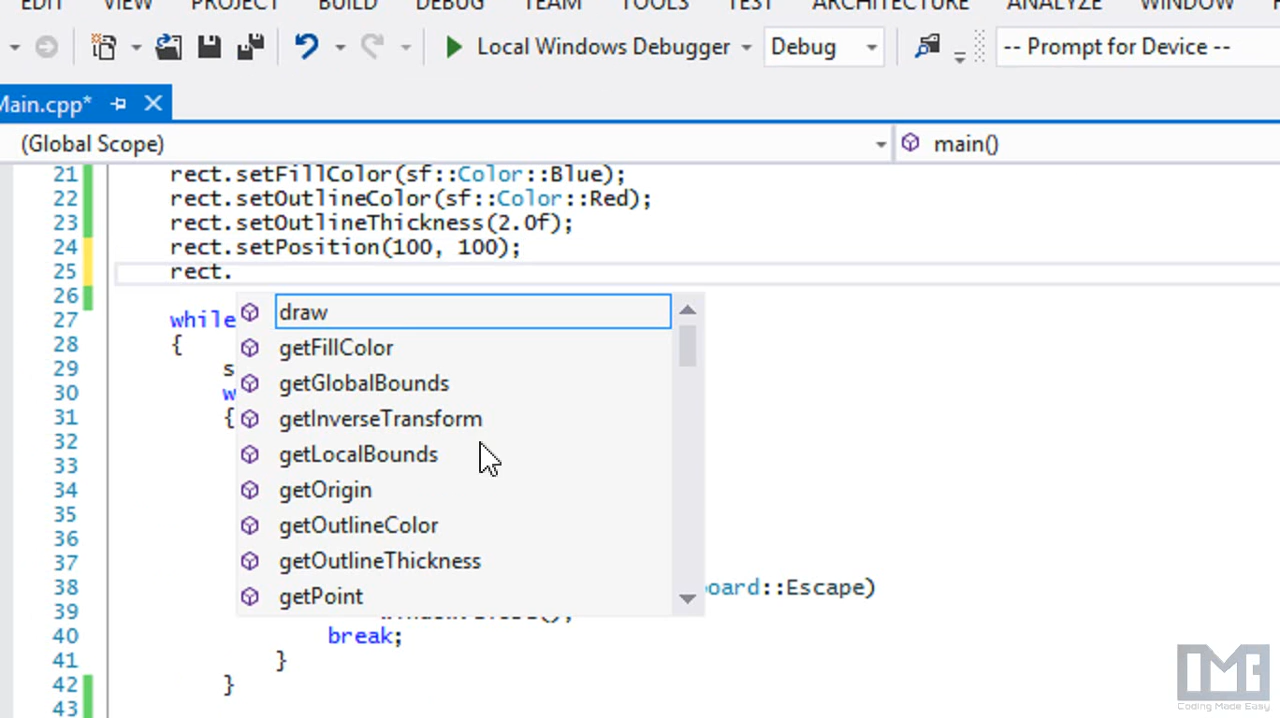 EDIT VIEW PROJECT BUILD DEBUG TEAM TOOLS TEST ARCHITECTURE ANALYZE WINDOW
Local Windows Debugger Debug -- Prompt for Device --
Main.cpp*
(Global Scope) main()
21 rect.setFillColor(sf::Color::Blue);
22 rect.setOutlineColor(sf::Color::Red);
23 rect.setOutlineThickness(2.0f);
24 rect.setPosition(100, 100);
25 rect.
26
27 while
28 {
29 s
30 w
31 {
32
33
34
35
36
37
38 oard::Escape)
39
40 break;
41 }
42 }
43
draw
getFillColor
getGlobalBounds
getInverseTransform
getLocalBounds
getOrigin
getOutlineColor
getOutlineThickness
getPoint
Coding Made Easy